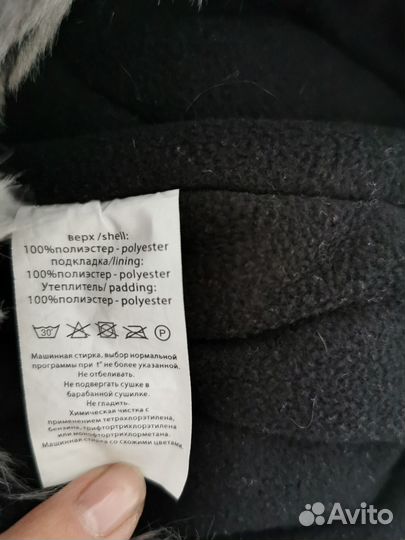 верх /shell:
100%полиэстер - polyester
подкладка/lining:
100%полиэстер - polyester
Утеплитель/ padding:
100%полиэстер - polyester
30 P
Машинная стирка, выбор нормальной
программы при t° не более указанной.
Не отбеливать.
Не подвергать сушке в
барабанной сушилке.
Не гладить.
Химическая чистка с
применением тетрахлорэтилена,
бензина, трифтортрихлорэтилена
или монофтортрихлорметана.
Машинная стирка со схожими цветами.
Avito